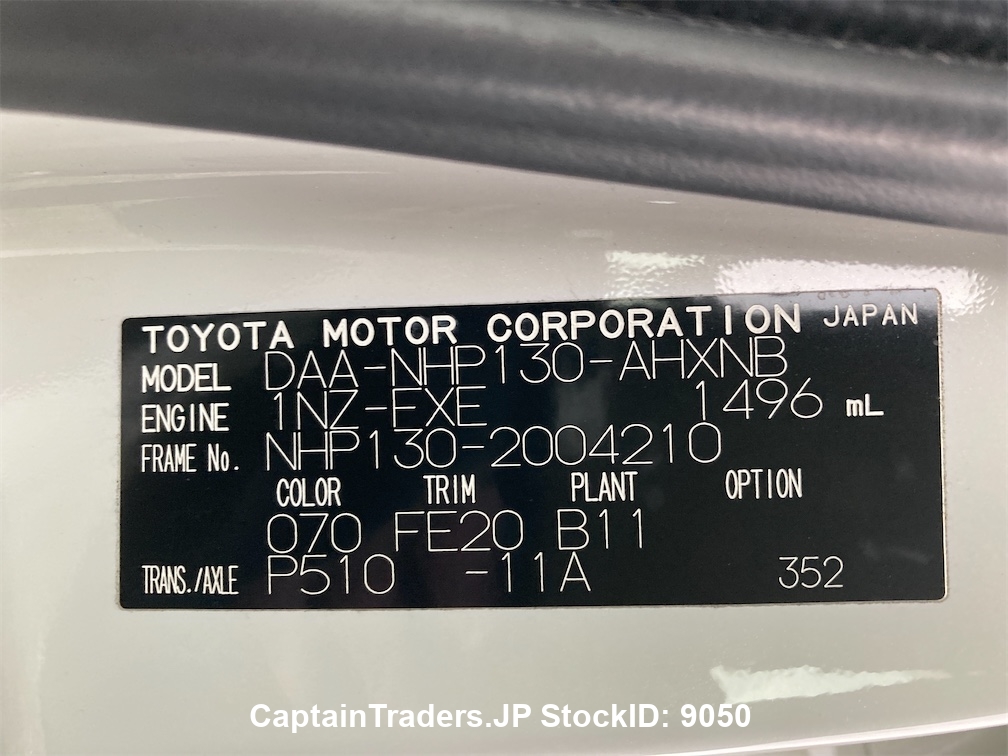 TOYOTA MOTOR CORPORATION JAPAN
MODEL DAA-NHP130-AHXNB
ENGINE 1NZ-EXE 1496 mL
FRAME No. NHP130-2004210
COLOR TRIM PLANT OPTION
070 FE20 B11
TRANS./AXLE P510 -11A 352
CaptainTraders.JP StockID: 9050